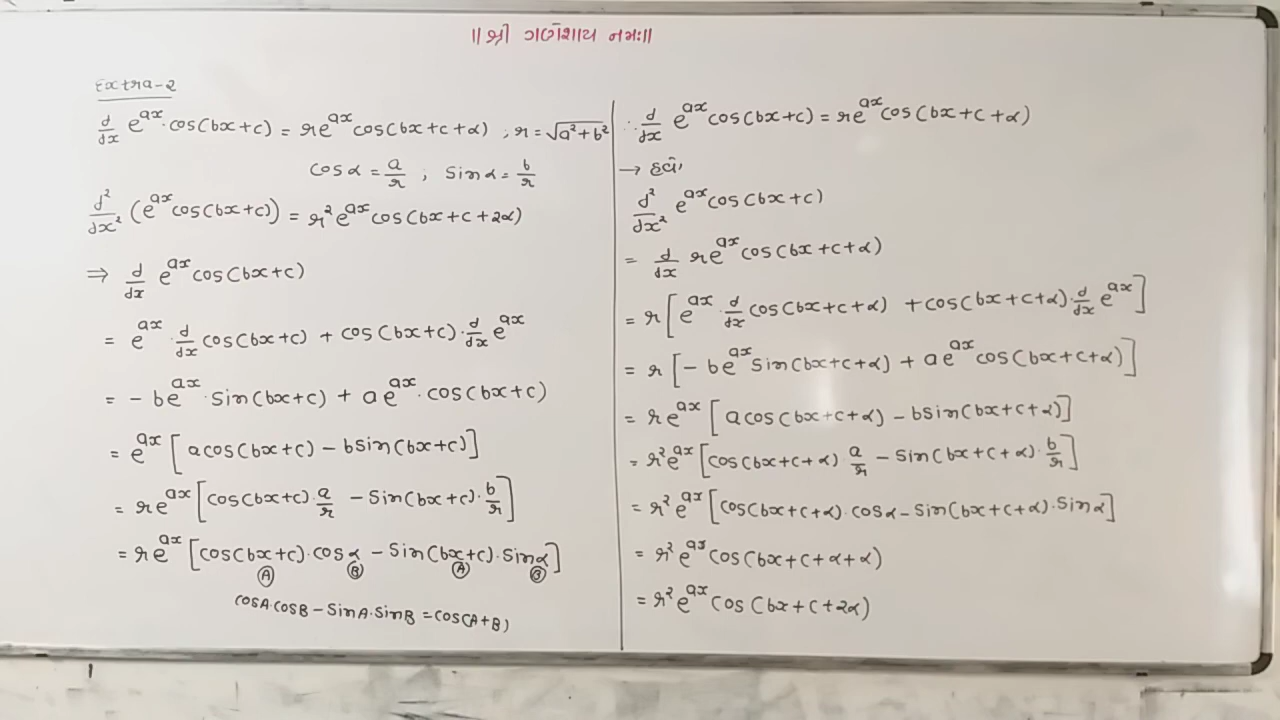 ॥ શ્રી ગણેશાય નમઃ॥
Extra-2
d/dx e^{ax}·cos(bx+c) = re^{ax}cos(bx+c+α) ; r = √(a²+b²)
cosα = a/r ; sinα = b/r
d²/dx² (e^{ax}cos(bx+c)) = r²e^{ax}cos(bx+c+2α)
⇒ d/dx e^{ax}cos(bx+c)
= e^{ax}·d/dx cos(bx+c) + cos(bx+c)·d/dx e^{ax}
= -be^{ax}·sin(bx+c) + ae^{ax}·cos(bx+c)
= e^{ax}[acos(bx+c) - bsin(bx+c)]
= re^{ax}[cos(bx+c)·a/r - sin(bx+c)·b/r]
= re^{ax}[cos(bx+c)·cosα - sin(bx+c)·sinα]
Ⓐ Ⓑ Ⓐ Ⓑ
cosA·cosB - sinA·sinB = cos(A+B)
∴ d/dx e^{ax}cos(bx+c) = re^{ax}cos(bx+c+α)
→ હવે,
d²/dx² e^{ax}cos(bx+c)
= d/dx re^{ax}cos(bx+c+α)
= r[e^{ax}·d/dx cos(bx+c+α) + cos(bx+c+α)·d/dx e^{ax}]
= r[-be^{ax}sin(bx+c+α) + ae^{ax}cos(bx+c+α)]
= re^{ax}[acos(bx+c+α) - bsin(bx+c+α)]
= r²e^{ax}[cos(bx+c+α)·a/r - sin(bx+c+α)·b/r]
= r²e^{ax}[cos(bx+c+α)·cosα - sin(bx+c+α)·sinα]
= r²e^{ax}cos(bx+c+α+α)
= r²e^{ax}cos(bx+c+2α)